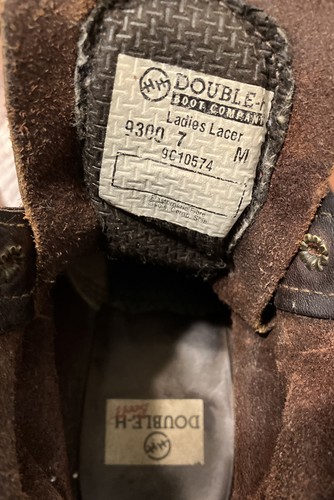 HH DOUBLE-H
BOOT COMPANY
Ladies Lacer
9300 7 M
9C10574
DOUBLE-H
HH